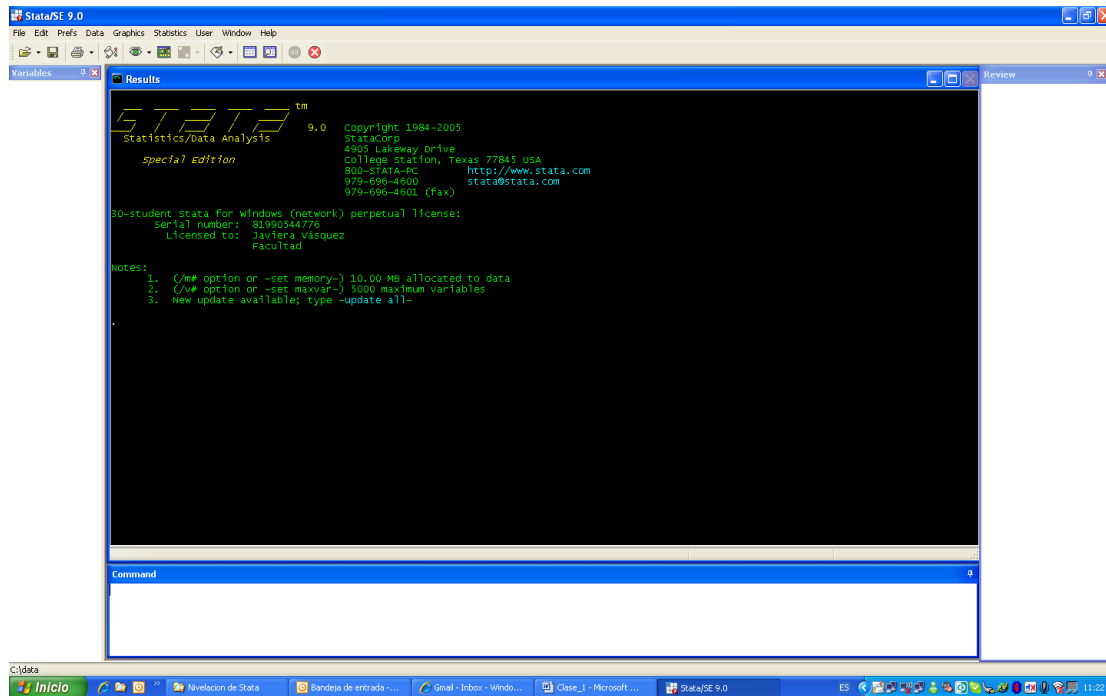 Stata/SE 9.0
File Edit Prefs Data Graphics Statistics User Window Help
Variables
Results
Review
STATA tm
9.0 Copyright 1984-2005
Statistics/Data Analysis StataCorp
4905 Lakeway Drive
Special Edition College Station, Texas 77845 USA
800-STATA-PC http://www.stata.com
979-696-4600 stata@stata.com
979-696-4601 (fax)
30-student Stata for Windows (network) perpetual license:
Serial number: 81990544776
Licensed to: Javiera Vásquez
Facultad
Notes:
1. (/m# option or -set memory-) 10.00 MB allocated to data
2. (/v# option or -set maxvar-) 5000 maximum variables
3. New update available; type -update all-
.
Command
C:\data
Inicio
Nivelacion de Stata
Bandeja de entrada -...
Gmail - Inbox - Windo...
Clase_1 - Microsoft ...
Stata/SE 9.0
ES
11:22